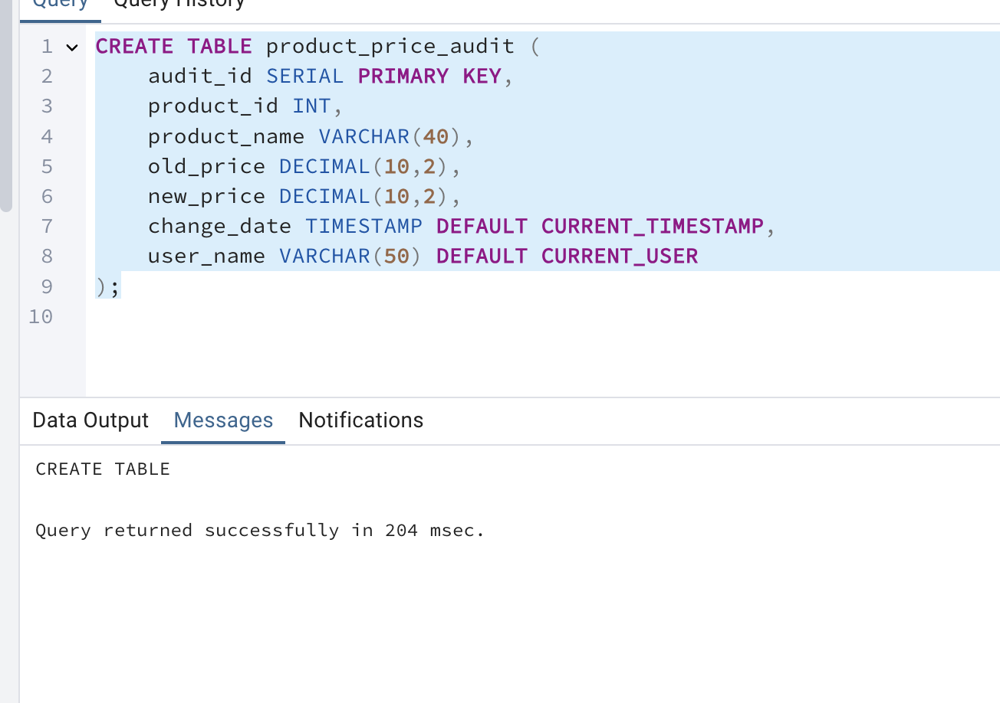 Query Query History
1 CREATE TABLE product_price_audit (
2 audit_id SERIAL PRIMARY KEY,
3 product_id INT,
4 product_name VARCHAR(40),
5 old_price DECIMAL(10,2),
6 new_price DECIMAL(10,2),
7 change_date TIMESTAMP DEFAULT CURRENT_TIMESTAMP,
8 user_name VARCHAR(50) DEFAULT CURRENT_USER
9 );
10
Data Output Messages Notifications
CREATE TABLE
Query returned successfully in 204 msec.